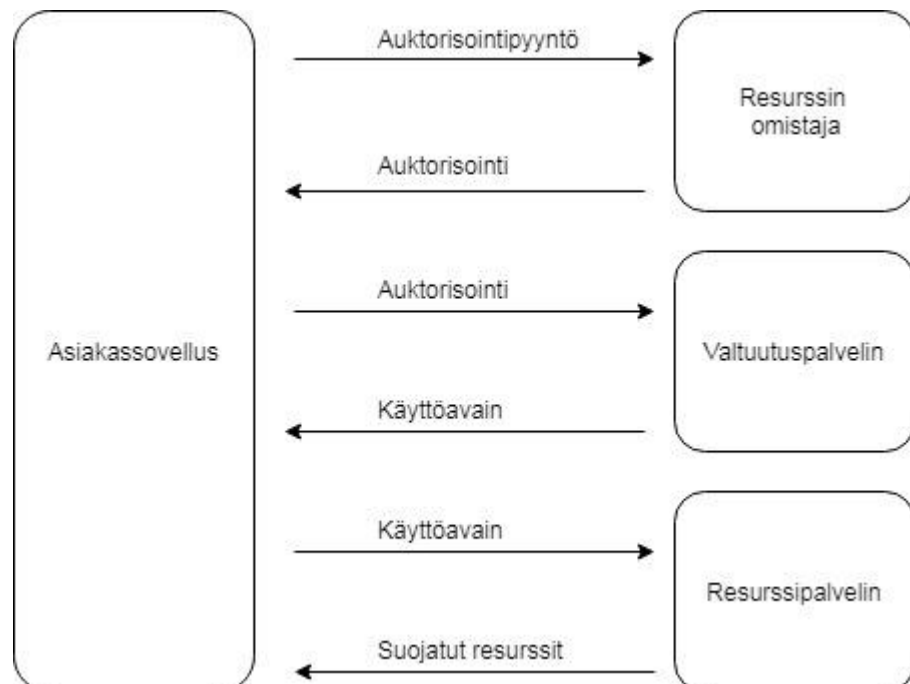 Auktorisointipyyntö
Resurssin
omistaja
Auktorisointi
Auktorisointi
Asiakassovellus
Valtuutuspalvelin
Käyttöavain
Käyttöavain
Resurssipalvelin
Suojatut resurssit